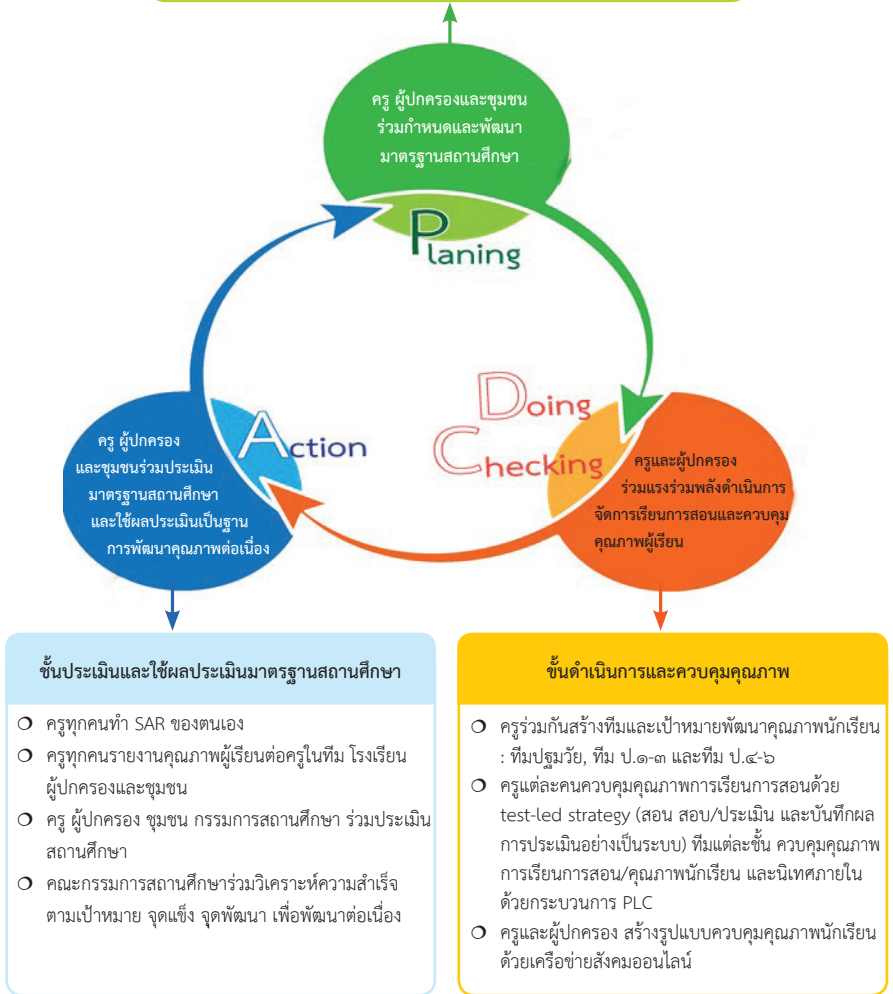 ครู ผู้ปกครองและชุมชน
ร่วมกำหนดและพัฒนา
มาตรฐานสถานศึกษา
Planing
Doing
Checking
Action
ครู ผู้ปกครอง
และชุมชนร่วมประเมิน
มาตรฐานสถานศึกษา
และใช้ผลประเมินเป็นฐาน
การพัฒนาคุณภาพต่อเนื่อง
ครูและผู้ปกครอง
ร่วมแรงร่วมพลังดำเนินการ
จัดการเรียนการสอนและควบคุม
คุณภาพผู้เรียน
ชั้นประเมินและใช้ผลประเมินมาตรฐานสถานศึกษา
❍ ครูทุกคนทำ SAR ของตนเอง
❍ ครูทุกคนรายงานคุณภาพผู้เรียนต่อครูในทีม โรงเรียน
ผู้ปกครองและชุมชน
❍ ครู ผู้ปกครอง ชุมชน กรรมการสถานศึกษา ร่วมประเมิน
สถานศึกษา
❍ คณะกรรมการสถานศึกษาร่วมวิเคราะห์ความสำเร็จ
ตามเป้าหมาย จุดแข็ง จุดพัฒนา เพื่อพัฒนาต่อเนื่อง
ขั้นดำเนินการและควบคุมคุณภาพ
❍ ครูร่วมกันสร้างทีมและเป้าหมายพัฒนาคุณภาพนักเรียน
: ทีมปฐมวัย, ทีม ป.๑-๓ และทีม ป.๔-๖
❍ ครูแต่ละคนควบคุมคุณภาพการเรียนการสอนด้วย
test-led strategy (สอน สอบ/ประเมิน และบันทึกผล
การประเมินอย่างเป็นระบบ) ทีมแต่ละชั้น ควบคุมคุณภาพ
การเรียนการสอน/คุณภาพนักเรียน และนิเทศภายใน
ด้วยกระบวนการ PLC
❍ ครูและผู้ปกครอง สร้างรูปแบบควบคุมคุณภาพนักเรียน
ด้วยเครือข่ายสังคมออนไลน์